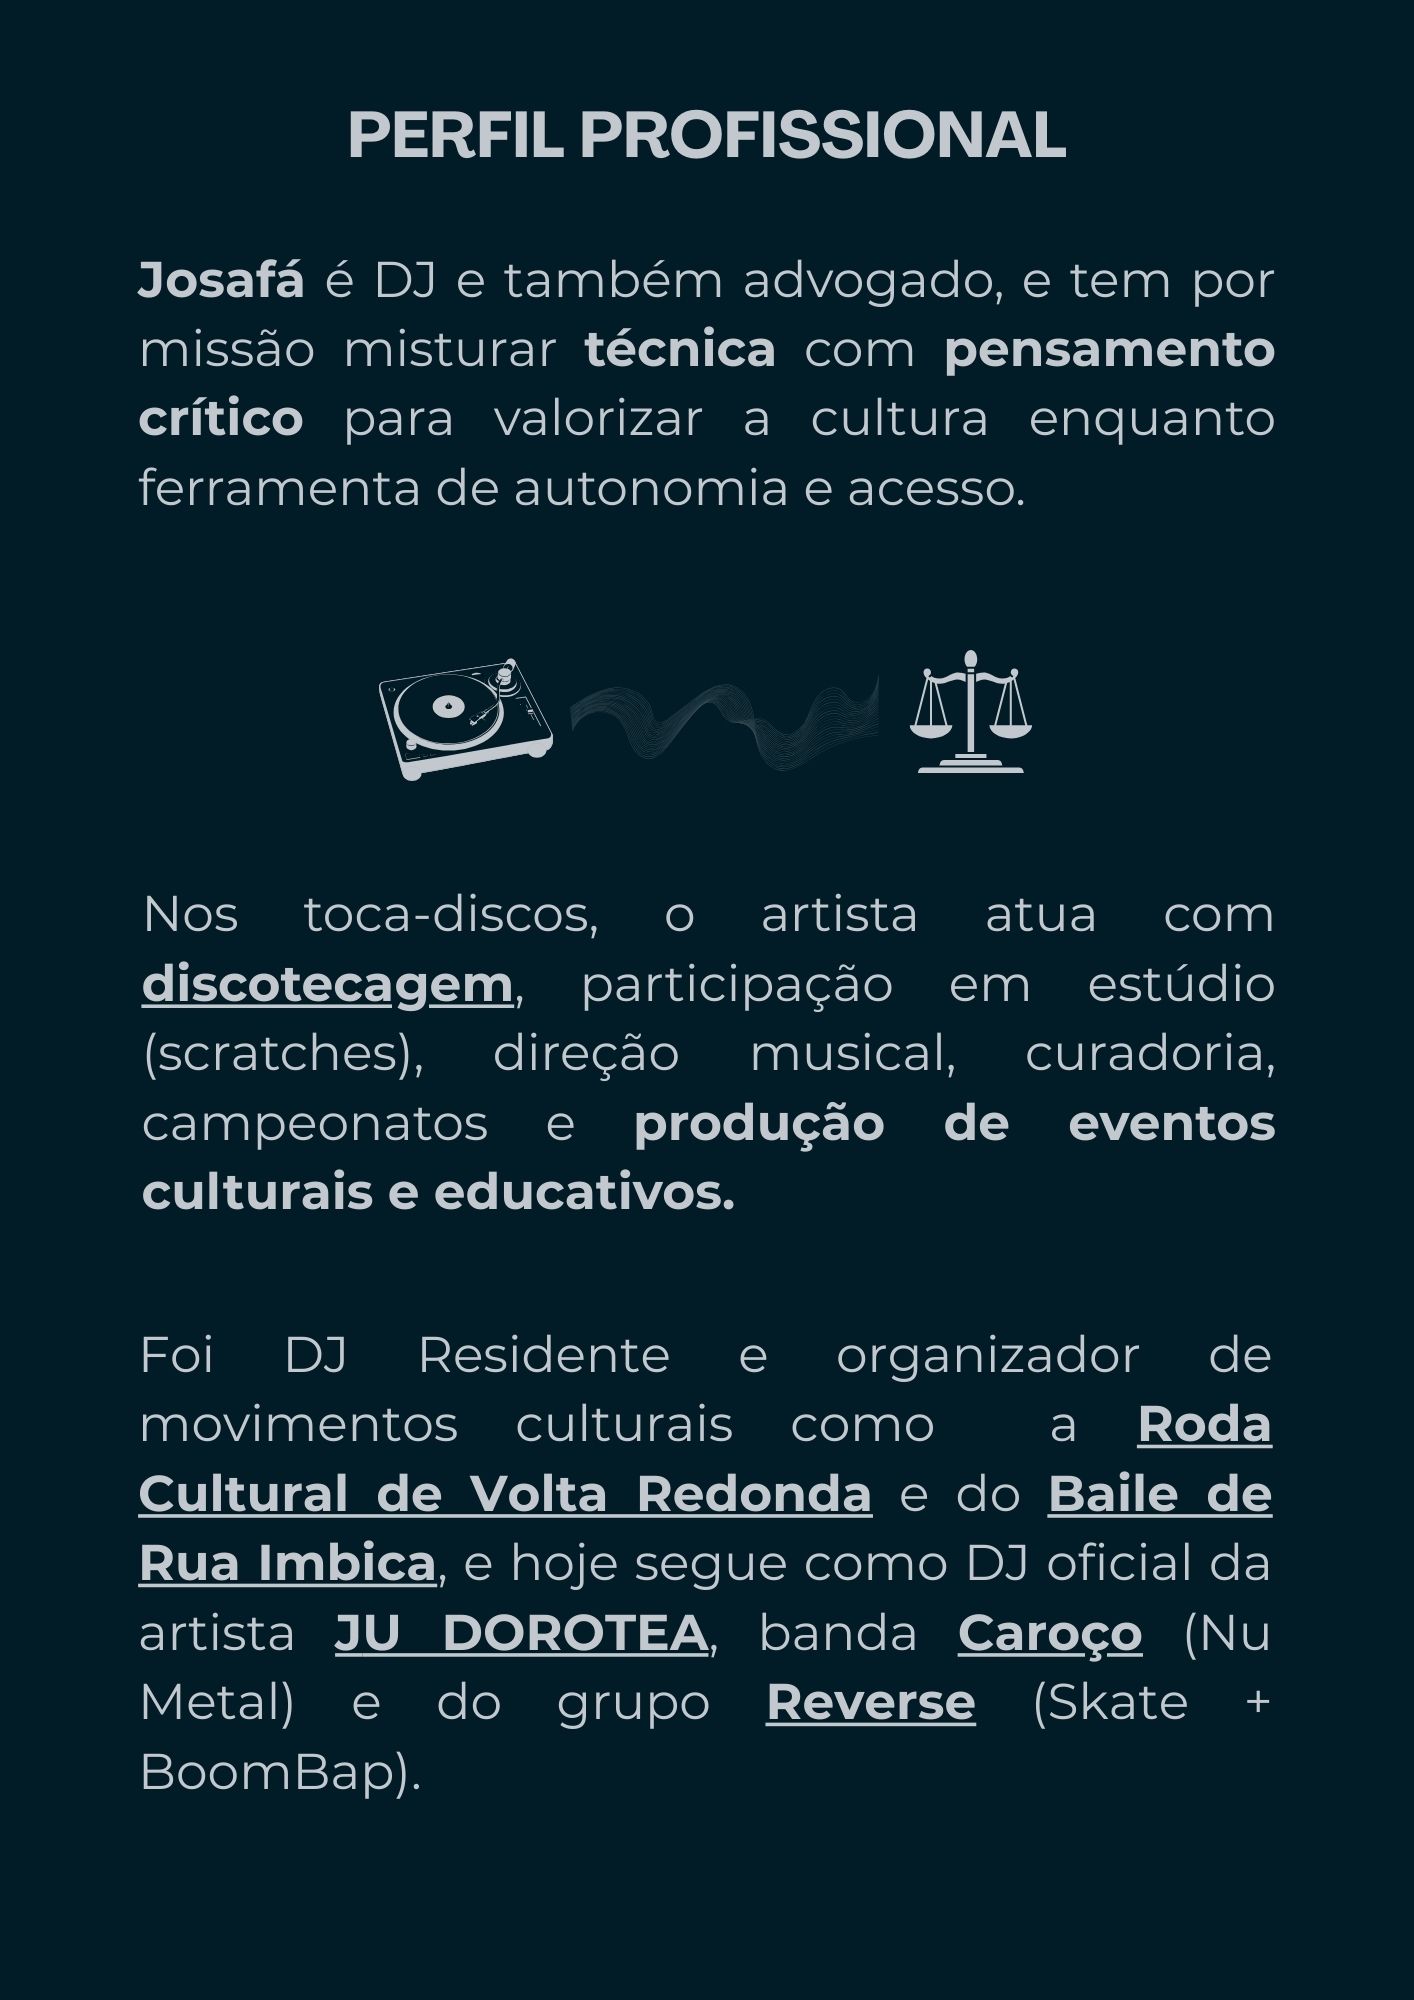 PERFIL PROFISSIONAL
Josafá é DJ e também advogado, e tem por
missão misturar técnica com pensamento
crítico para valorizar a cultura enquanto
ferramenta de autonomia e acesso.
Nos toca-discos, o artista atua com
discotecagem, participação em estúdio
(scratches), direção musical, curadoria,
campeonatos e produção de eventos
culturais e educativos.
Foi DJ Residente e organizador de
movimentos culturais como a Roda
Cultural de Volta Redonda e do Baile de
Rua Imbica, e hoje segue como DJ oficial da
artista JU DOROTEA, banda Caroço (Nu
Metal) e do grupo Reverse (Skate +
BoomBap).